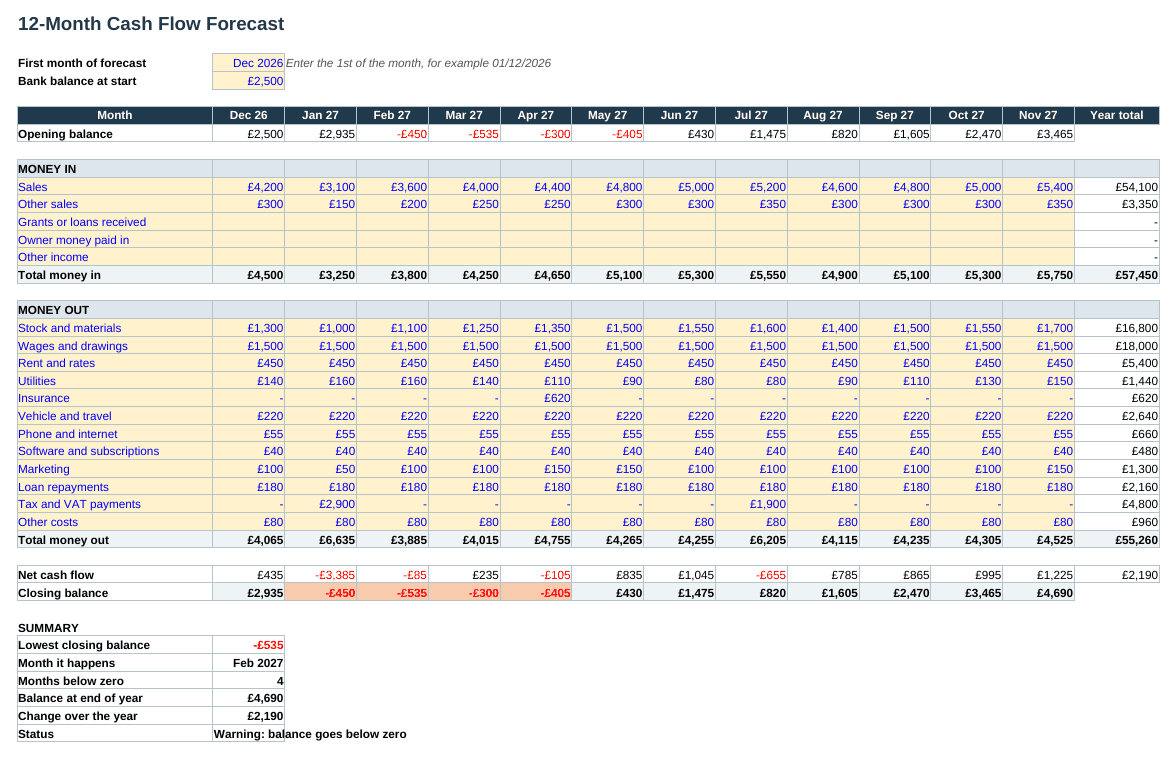 12-Month Cash Flow Forecast
First month of forecast Dec 2026 Enter the 1st of the month, for example 01/12/2026
Bank balance at start £2,500
Month Dec 26 Jan 27 Feb 27 Mar 27 Apr 27 May 27 Jun 27 Jul 27 Aug 27 Sep 27 Oct 27 Nov 27 Year total
Opening balance £2,500 £2,935 -£450 -£535 -£300 -£405 £430 £1,475 £820 £1,605 £2,470 £3,465
MONEY IN
Sales £4,200 £3,100 £3,600 £4,000 £4,400 £4,800 £5,000 £5,200 £4,600 £4,800 £5,000 £5,400 £54,100
Other sales £300 £150 £200 £250 £250 £300 £300 £350 £300 £300 £300 £350 £3,350
Grants or loans received -
Owner money paid in -
Other income -
Total money in £4,500 £3,250 £3,800 £4,250 £4,650 £5,100 £5,300 £5,550 £4,900 £5,100 £5,300 £5,750 £57,450
MONEY OUT
Stock and materials £1,300 £1,000 £1,100 £1,250 £1,350 £1,500 £1,550 £1,600 £1,400 £1,500 £1,550 £1,700 £16,800
Wages and drawings £1,500 £1,500 £1,500 £1,500 £1,500 £1,500 £1,500 £1,500 £1,500 £1,500 £1,500 £1,500 £18,000
Rent and rates £450 £450 £450 £450 £450 £450 £450 £450 £450 £450 £450 £450 £5,400
Utilities £140 £160 £160 £140 £110 £90 £80 £80 £90 £110 £130 £150 £1,440
Insurance - - - - £620 - - - - - - - £620
Vehicle and travel £220 £220 £220 £220 £220 £220 £220 £220 £220 £220 £220 £220 £2,640
Phone and internet £55 £55 £55 £55 £55 £55 £55 £55 £55 £55 £55 £55 £660
Software and subscriptions £40 £40 £40 £40 £40 £40 £40 £40 £40 £40 £40 £40 £480
Marketing £100 £50 £100 £100 £150 £150 £100 £100 £100 £100 £100 £150 £1,300
Loan repayments £180 £180 £180 £180 £180 £180 £180 £180 £180 £180 £180 £180 £2,160
Tax and VAT payments - £2,900 - - - - - £1,900 - - - - £4,800
Other costs £80 £80 £80 £80 £80 £80 £80 £80 £80 £80 £80 £80 £960
Total money out £4,065 £6,635 £3,885 £4,015 £4,755 £4,265 £4,255 £6,205 £4,115 £4,235 £4,305 £4,525 £55,260
Net cash flow £435 -£3,385 -£85 £235 -£105 £835 £1,045 -£655 £785 £865 £995 £1,225 £2,190
Closing balance £2,935 -£450 -£535 -£300 -£405 £430 £1,475 £820 £1,605 £2,470 £3,465 £4,690
SUMMARY
Lowest closing balance -£535
Month it happens Feb 2027
Months below zero 4
Balance at end of year £4,690
Change over the year £2,190
Status Warning: balance goes below zero